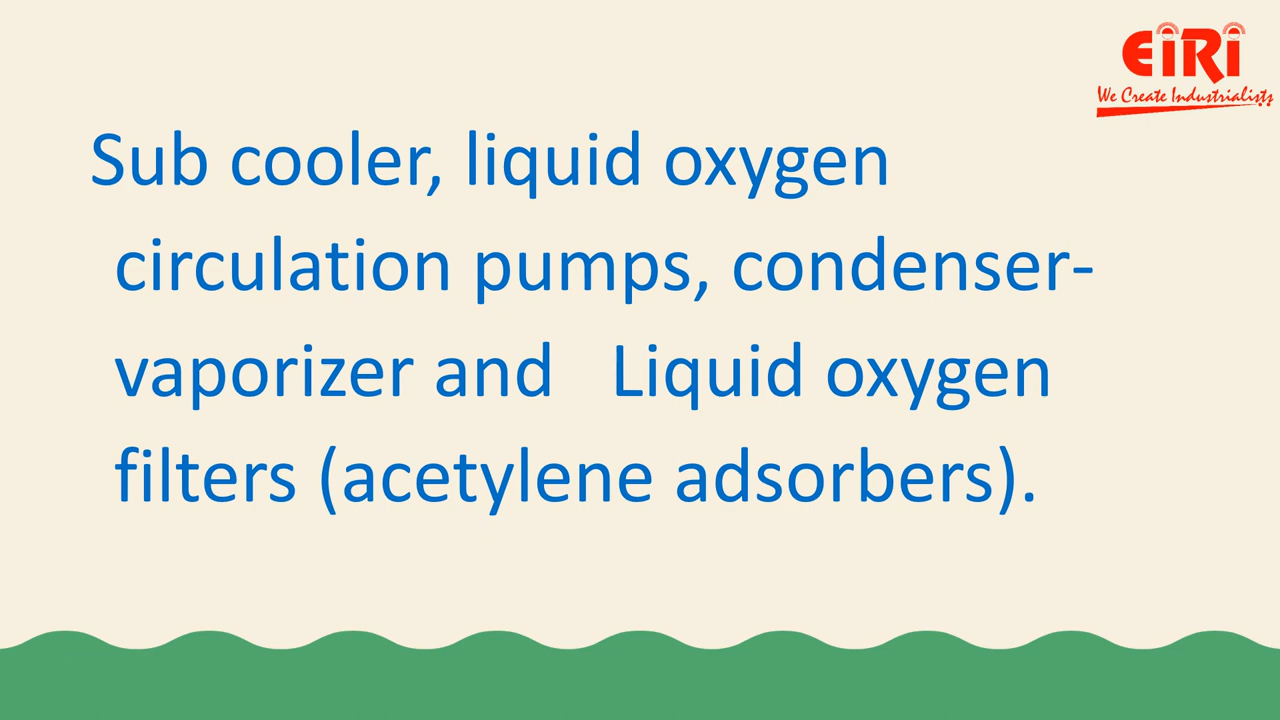 EiRi
We Create Industrialists
Sub cooler, liquid oxygen
circulation pumps, condenser-
vaporizer and Liquid oxygen
filters (acetylene adsorbers).